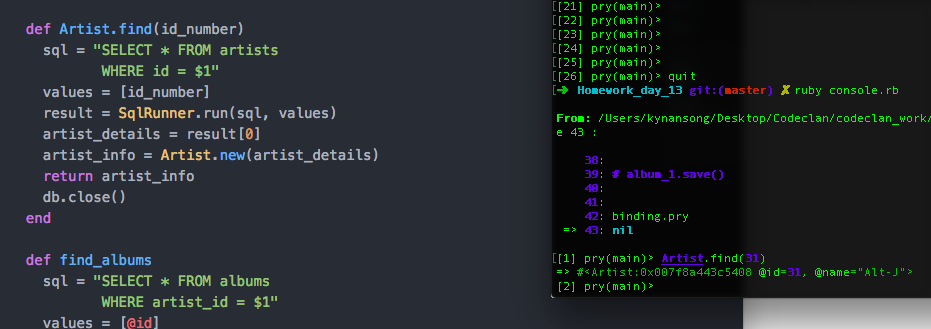 def Artist.find(id_number)
sql = "SELECT * FROM artists
WHERE id = $1"
values = [id_number]
result = SqlRunner.run(sql, values)
artist_details = result[0]
artist_info = Artist.new(artist_details)
return artist_info
db.close()
end
def find_albums
sql = "SELECT * FROM albums
WHERE artist_id = $1"
values = [@id]
[[21] pry(main)>
[[22] pry(main)>
[[23] pry(main)>
[[24] pry(main)>
[[25] pry(main)>
[[26] pry(main)> quit
[➜ Homework_day_13 git:(master) ✗ ruby console.rb
From: /Users/kynansong/Desktop/Codeclan/codeclan_work/
e 43 :
38:
39: # album_1.save()
40:
41:
42: binding.pry
=> 43: nil
[[1] pry(main)> Artist.find(31)
=> #<Artist:0x007f8a443c5408 @id=31, @name="Alt-J">
[2] pry(main)>